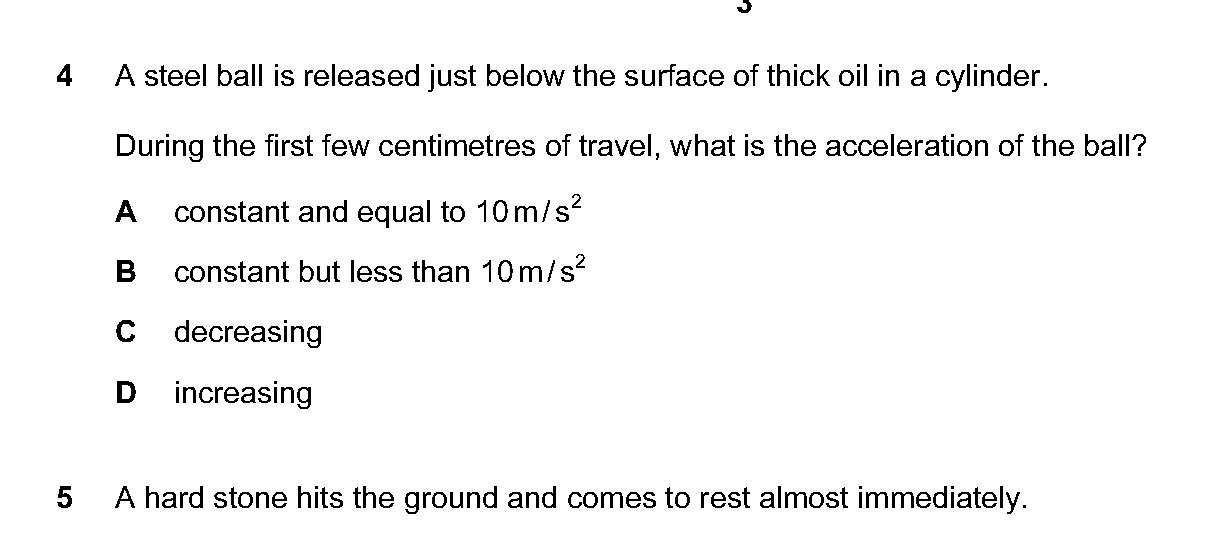 3
4 A steel ball is released just below the surface of thick oil in a cylinder.
During the first few centimetres of travel, what is the acceleration of the ball?
A constant and equal to 10 m/s²
B constant but less than 10 m/s²
C decreasing
D increasing
5 A hard stone hits the ground and comes to rest almost immediately.